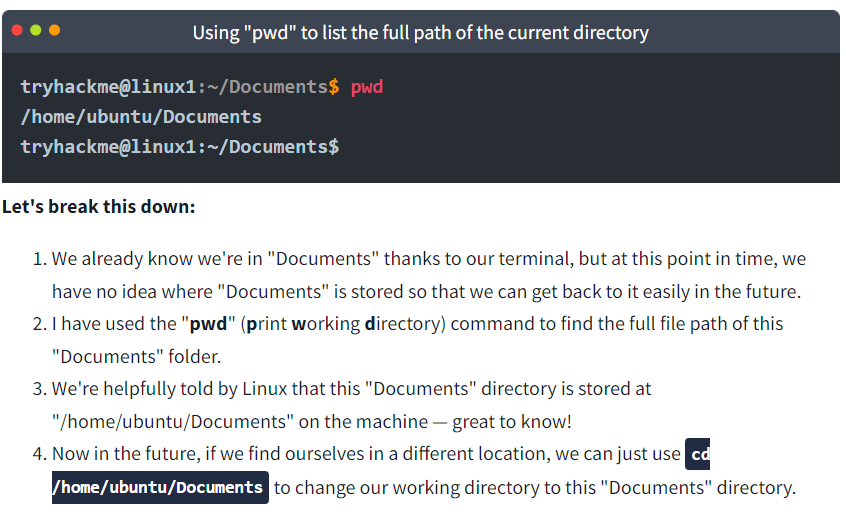 Using "pwd" to list the full path of the current directory
tryhackme@linux1:~/Documents$ pwd
/home/ubuntu/Documents
tryhackme@linux1:~/Documents$
Let's break this down:
1. We already know we're in "Documents" thanks to our terminal, but at this point in time, we
have no idea where "Documents" is stored so that we can get back to it easily in the future.
2. I have used the "pwd" (print working directory) command to find the full file path of this
"Documents" folder.
3. We're helpfully told by Linux that this "Documents" directory is stored at
"/home/ubuntu/Documents" on the machine — great to know!
4. Now in the future, if we find ourselves in a different location, we can just use cd
/home/ubuntu/Documents to change our working directory to this "Documents" directory.